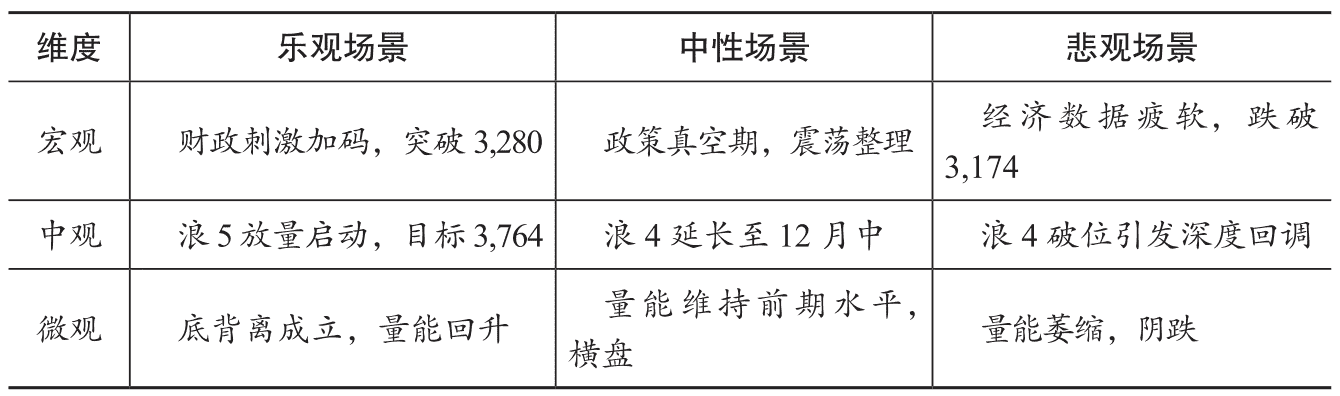 维度 乐观场景 中性场景 悲观场景
宏观 财政刺激加码，突破 3,280 政策真空期，震荡整理 经济数据疲软，跌破
3,174
中观 浪 5 放量启动，目标 3,764 浪 4 延长至 12 月中 浪 4 破位引发深度回调
微观 底背离成立，量能回升 量能维持前期水平，
横盘 量能萎缩，阴跌